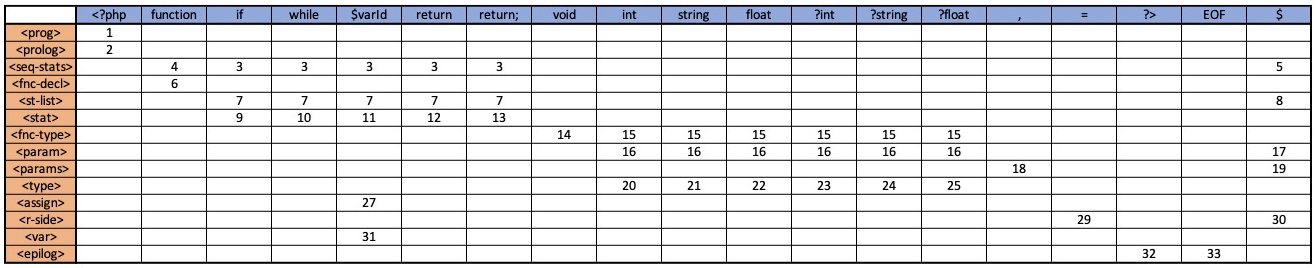 <?php function if while $varId return return; void int string float ?int ?string ?float , = ?> EOF $
<prog> 1
<prolog> 2
<seq-stats> 4 3 3 3 3 3 5
<fnc-decl> 6
<st-list> 7 7 7 7 7 8
<stat> 9 10 11 12 13
<fnc-type> 14 15 15 15 15 15 15
<param> 16 16 16 16 16 16 17
<params> 18 19
<type> 20 21 22 23 24 25
<assign> 27
<r-side> 29 30
<var> 31
<epilog> 32 33